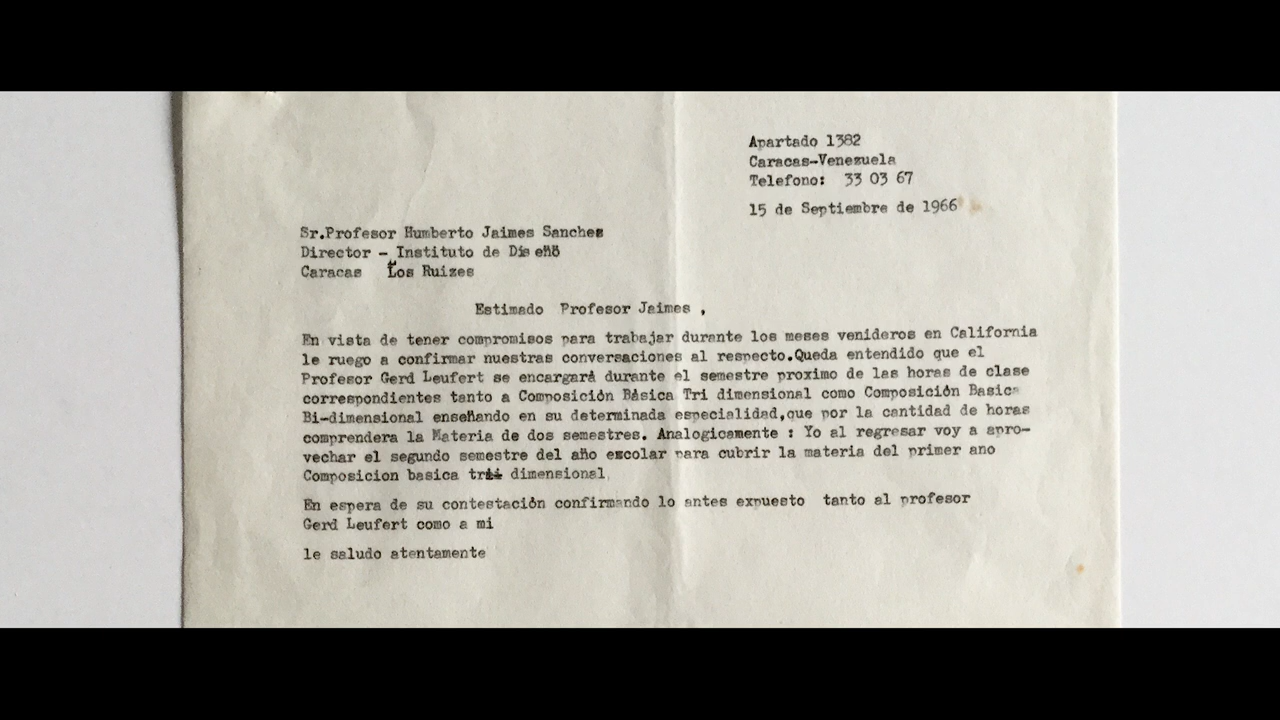 Apartado 1382
Caracas-Venezuela
Telefono: 33 03 67
15 de Septiembre de 1966
Sr.Profesor Humberto Jaimes Sanchez
Director - Instituto de Diseño
Caracas Los Ruizes
Estimado Profesor Jaimes ,
En vista de tener compromisos para trabajar durante los meses venideros en California
le ruego a confirmar nuestras conversaciones al respecto.Queda entendido que el
Profesor Gerd Leufert se encargará durante el semestre proximo de las horas de clase
correspondientes tanto a Composición Básica Tri dimensional como Composición Basica
Bi-dimensional enseñando en su determinada especialidad,que por la cantidad de horas
comprendera la Materia de dos semestres. Analogicamente : Yo al regresar voy a apro-
vechar el segundo semestre del año escolar para cubrir la materia del primer ano
Composicion basica tri dimensional
En espera de su contestación confirmando lo antes expuesto tanto al profesor
Gerd Leufert como a mi
le saludo atentamente